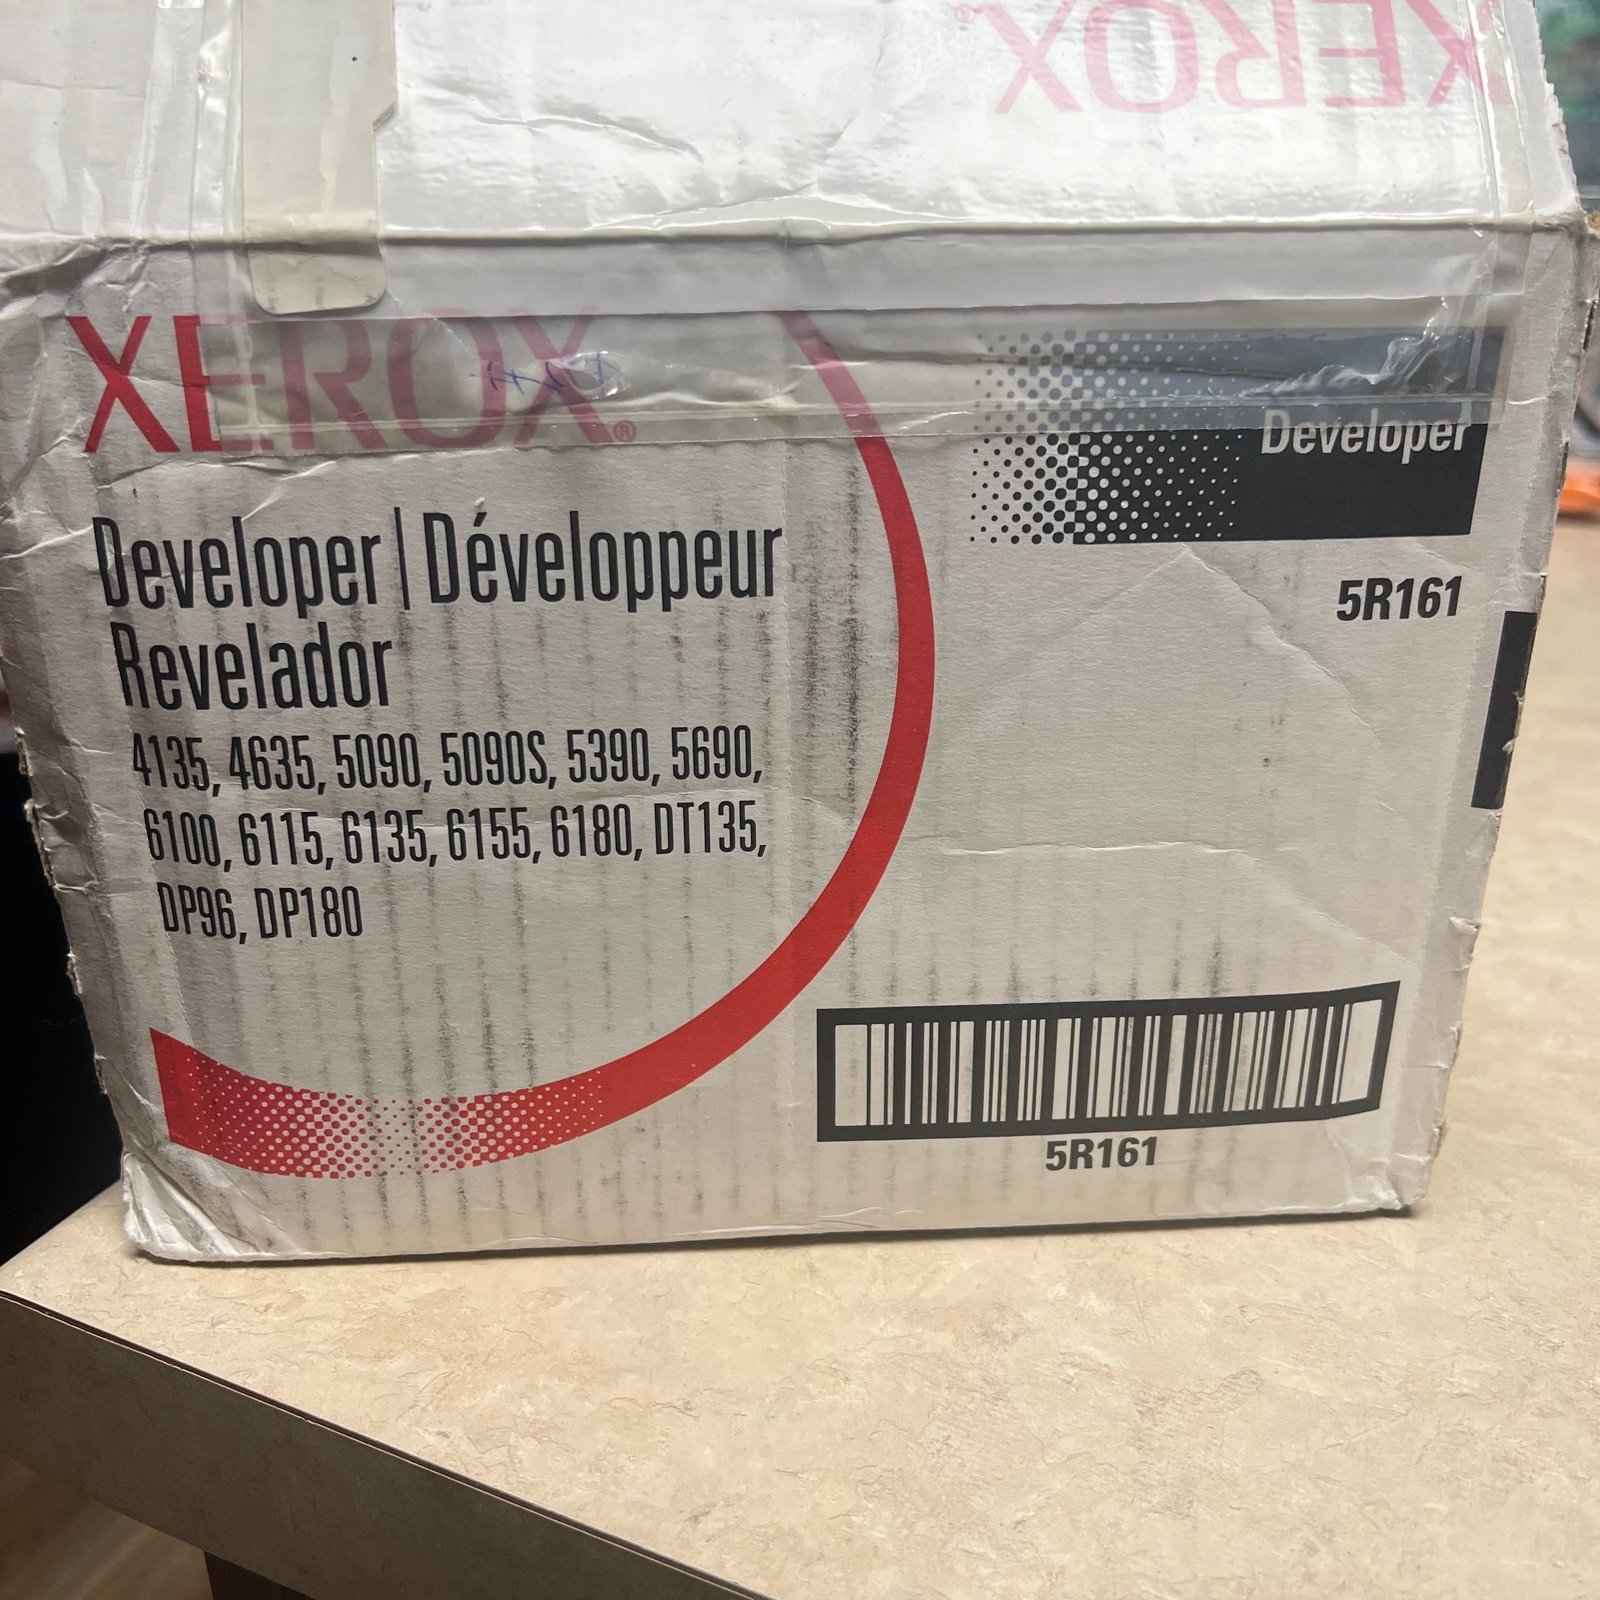 XEROX
XEROX®
Developer
Developer | Développeur
Revelador
5R161
4135, 4635, 5090, 5090S, 5390, 5690,
6100, 6115, 6135, 6155, 6180, DT135,
DP96, DP180
5R161